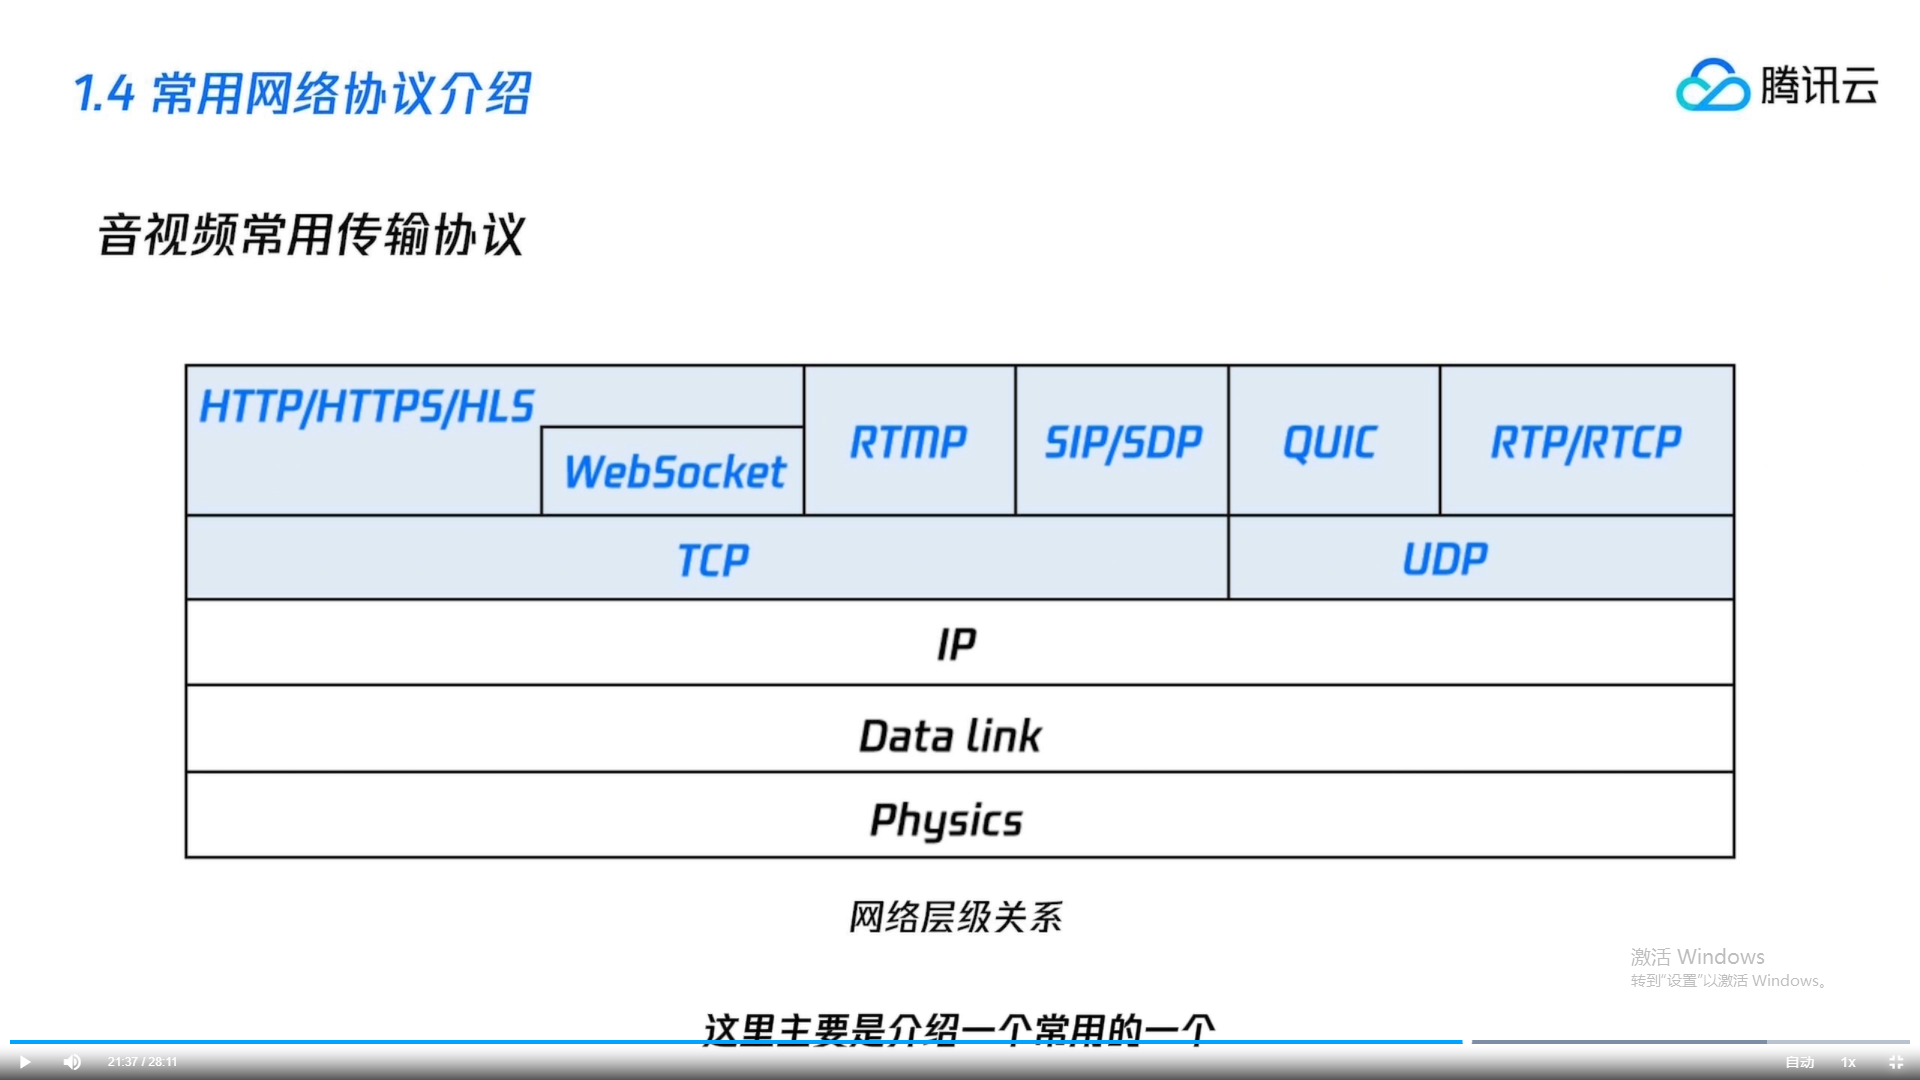 1.4 常用网络协议介绍
腾讯云
音视频常用传输协议
HTTP/HTTPS/HLS
WebSocket
RTMP
SIP/SDP
QUIC
RTP/RTCP
TCP
UDP
IP
Data link
Physics
网络层级关系
激活 Windows
转到“设置”以激活 Windows。
这里主要是介绍一个常用的一个
21:37 / 28:11
自动
1x